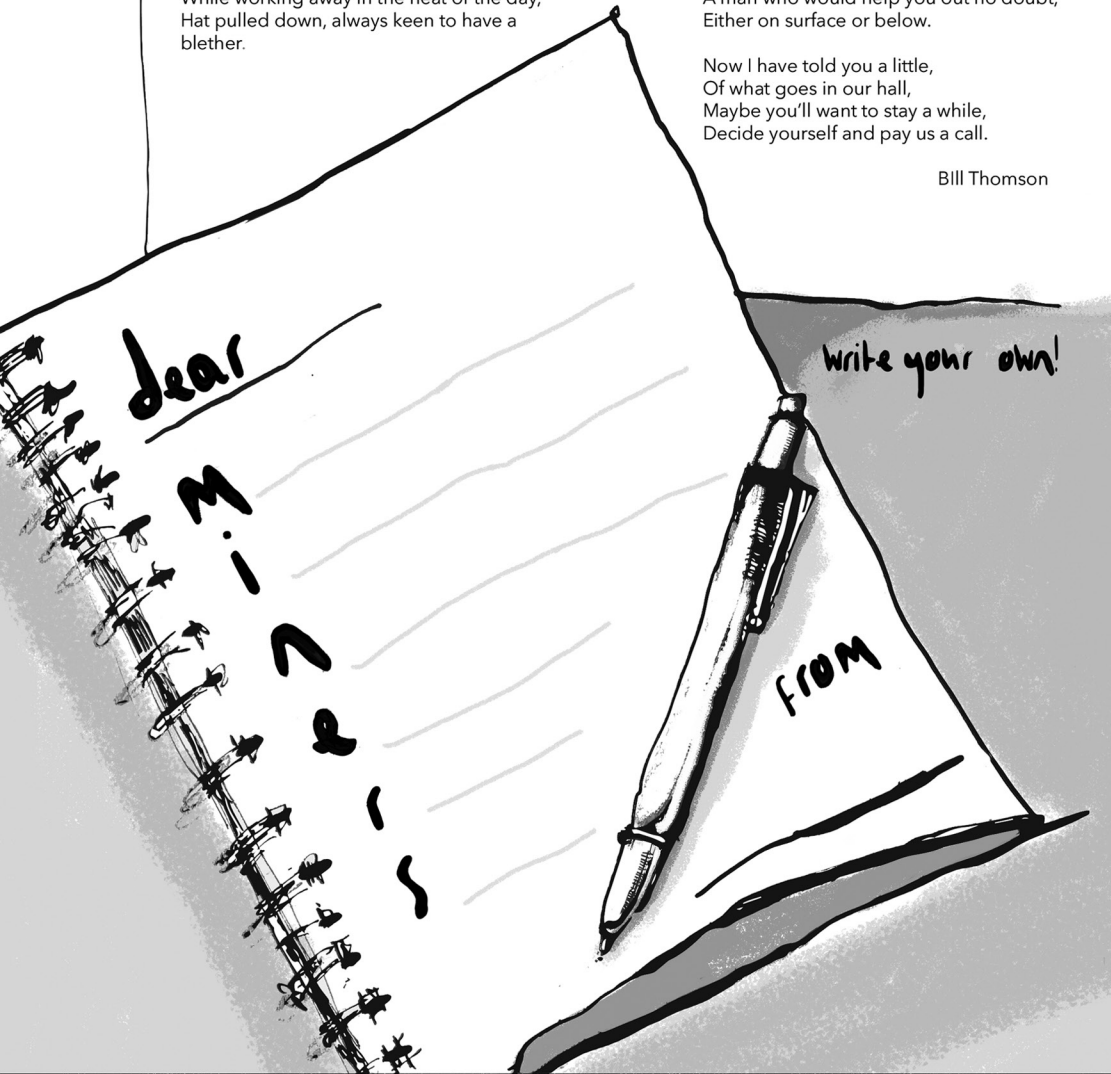 While working away in the heat of the day,
Hat pulled down, always keen to have a
blether.
A man who would help you out no doubt,
Either on surface or below.
Now I have told you a little,
Of what goes in our hall,
Maybe you'll want to stay a while,
Decide yourself and pay us a call.
BIll Thomson
write your own!
dear
M
i
n
e
r
s
from